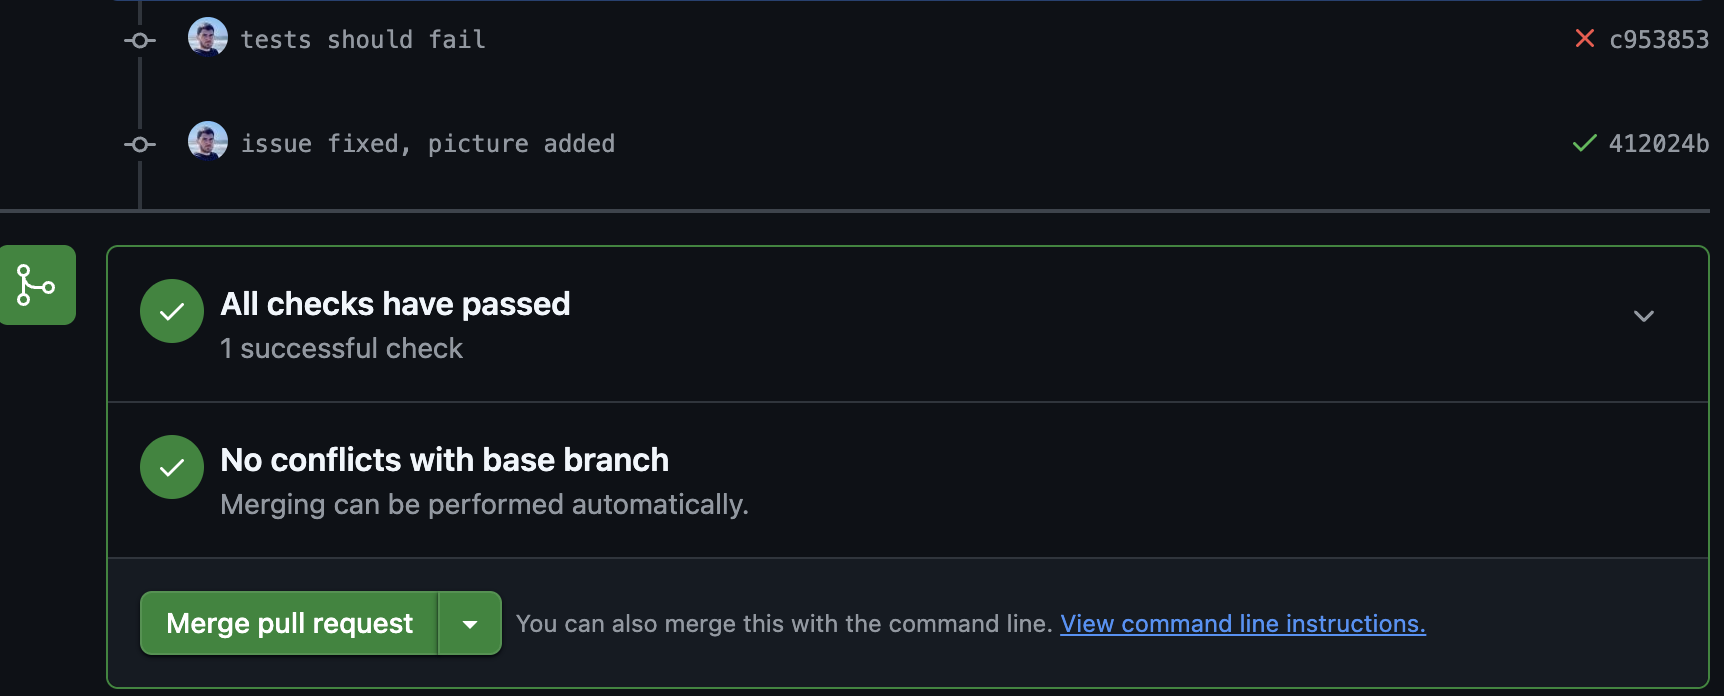 tests should fail c953853
issue fixed, picture added 412024b
All checks have passed
1 successful check
No conflicts with base branch
Merging can be performed automatically.
Merge pull request You can also merge this with the command line. View command line instructions.